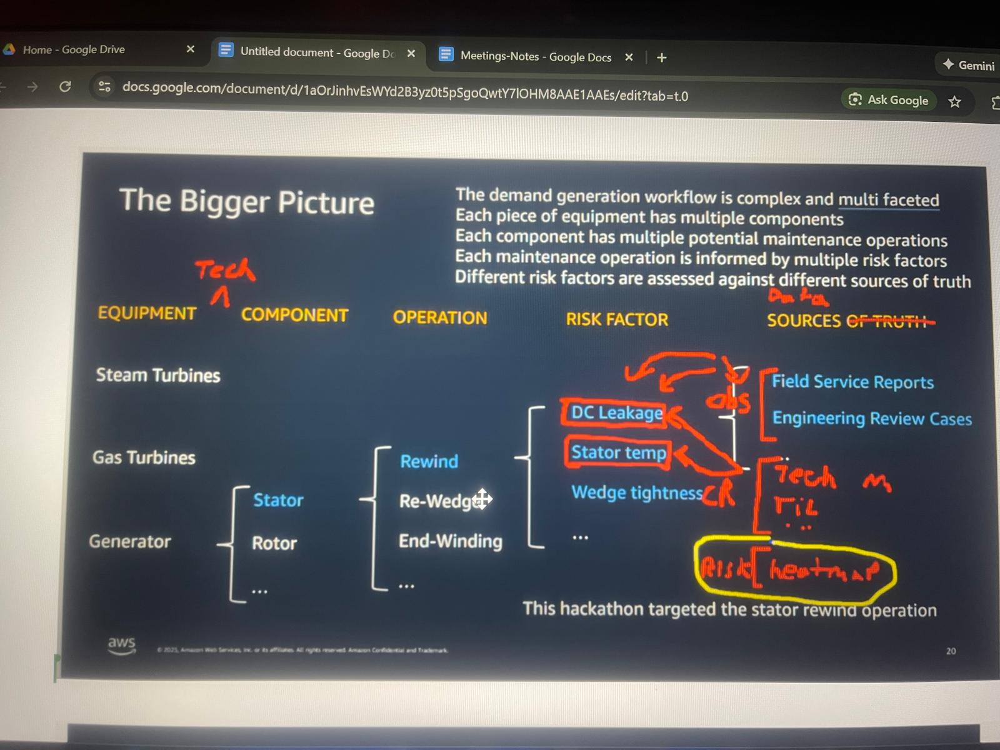 Home - Google Drive
Untitled document - Google Do
Meetings-Notes - Google Docs
Gemini
docs.google.com/document/d/1aOrJinhvEsWYd2B3yz0t5pSgoQwtY7lOHM8AAE1AAEs/edit?tab=t.0
Ask Google
The Bigger Picture
The demand generation workflow is complex and multi faceted
Each piece of equipment has multiple components
Each component has multiple potential maintenance operations
Each maintenance operation is informed by multiple risk factors
Different risk factors are assessed against different sources of truth
Tech
Data
EQUIPMENT
COMPONENT
OPERATION
RISK FACTOR
SOURCES OF TRUTH
Steam Turbines
Gas Turbines
Generator
Stator
Rotor
...
Rewind
Re-Wedge
End-Winding
...
DC Leakage
Stator temp
Wedge tightness
...
obs
CR
Field Service Reports
Engineering Review Cases
..
Tech M
TiL
...
Risk
heatmap
This hackathon targeted the stator rewind operation
aws
© 2025, Amazon Web Services, Inc. or its affiliates. All rights reserved. Amazon Confidential and Trademark.
20